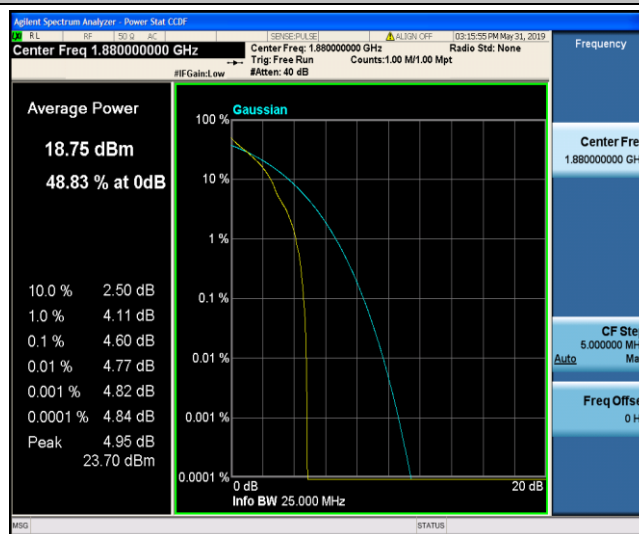 Agilent Spectrum Analyzer - Power Stat CCDF
RL RF 50 Ω AC SENSE:PULSE ALIGN OFF 03:15:55 PM May 31, 2019
Center Freq 1.880000000 GHz
Center Freq: 1.880000000 GHz Radio Std: None
Trig: Free Run Counts:1.00 M/1.00 Mpt
#IFGain:Low #Atten: 40 dB
Frequency
Average Power
18.75 dBm
48.83 % at 0dB
10.0 % 2.50 dB
1.0 % 4.11 dB
0.1 % 4.60 dB
0.01 % 4.77 dB
0.001 % 4.82 dB
0.0001 % 4.84 dB
Peak 4.95 dB
23.70 dBm
Gaussian
100 %
10 %
1 %
0.1 %
0.01 %
0.001 %
0.0001 %
0 dB 20 dB
Info BW 25.000 MHz
Center Fre
1.880000000 GH
CF Ste
5.000000 MH
Auto Ma
Freq Offse
0 H
MSG STATUS